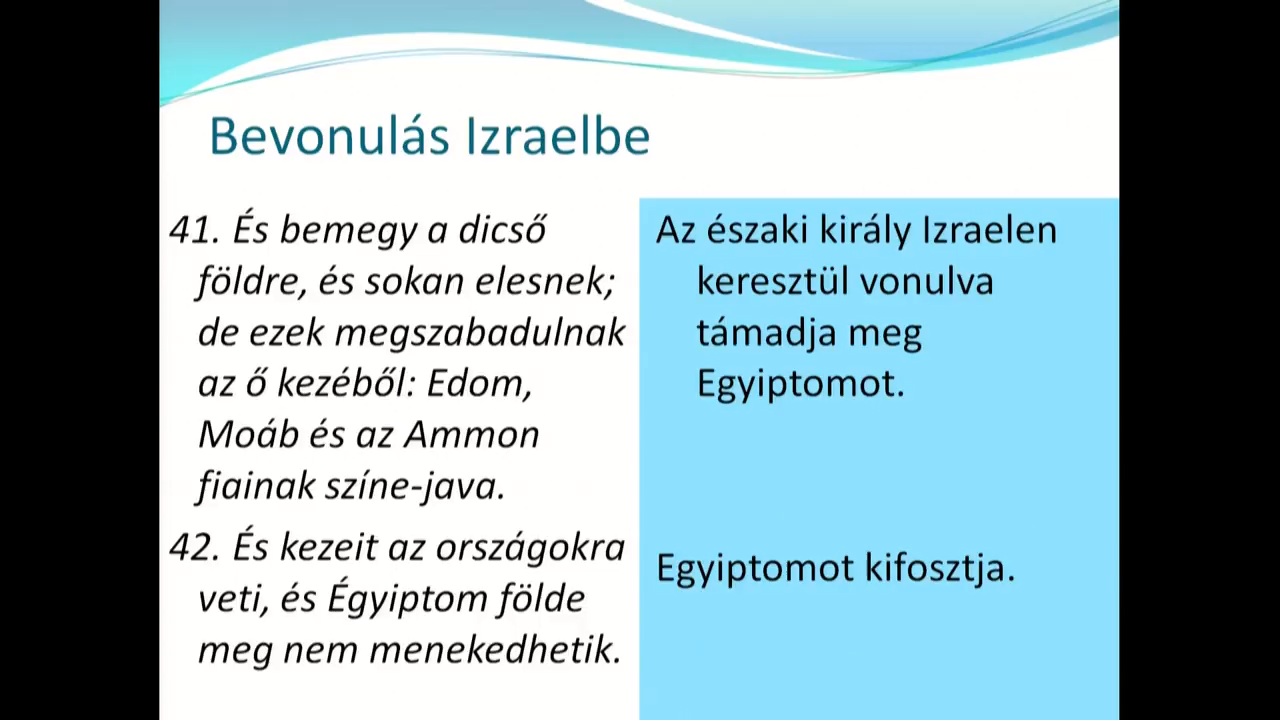 Bevonulás Izraelbe
41. És bemegy a dicső
földre, és sokan elesnek;
de ezek megszabadulnak
az ő kezéből: Edom,
Moáb és az Ammon
fiainak színe-java.
42. És kezeit az országokra
veti, és Égyiptom földe
meg nem menekedhetik.
Az északi király Izraelen
keresztül vonulva
támadja meg
Egyiptomot.
Egyiptomot kifosztja.